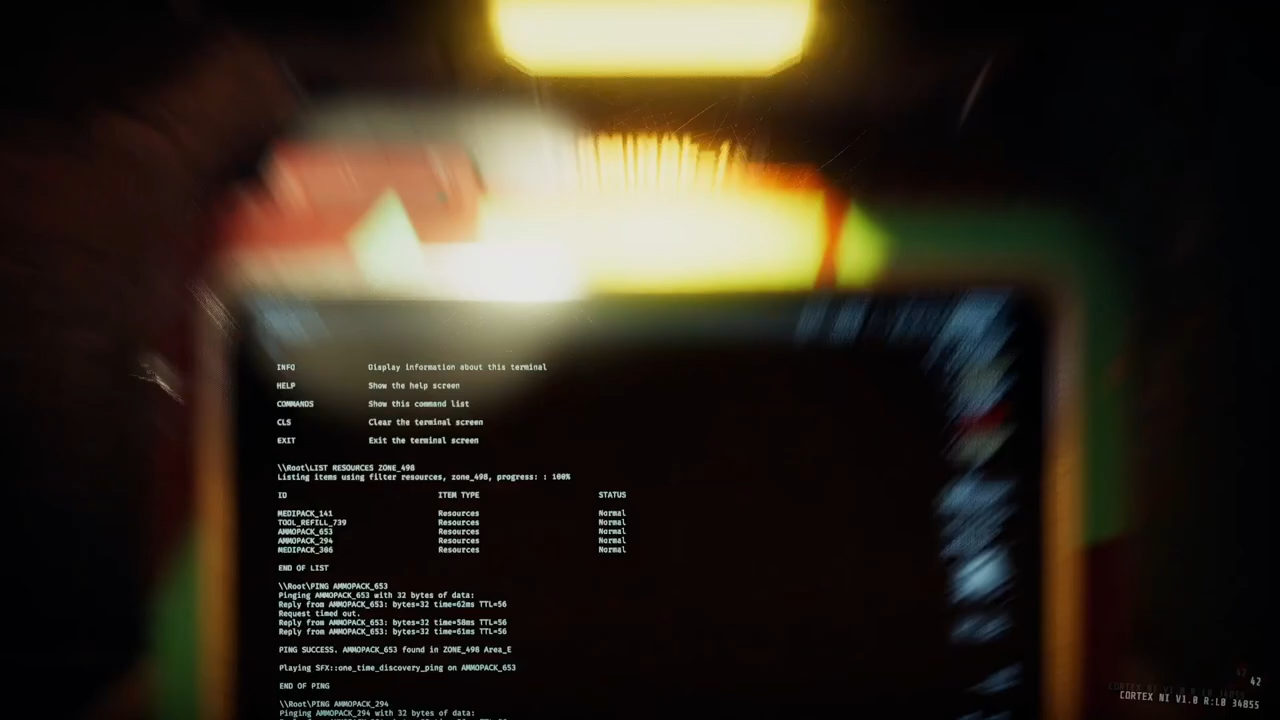 INFO Display information about this terminal
HELP Show the help screen
COMMANDS Show this command list
CLS Clear the terminal screen
EXIT Exit the terminal screen
\\Root\LIST RESOURCES ZONE_498
Listing items using filter resources, zone_498, progress: : 100%
ID ITEM TYPE STATUS
MEDIPACK_141 Resources Normal
TOOL_REFILL_739 Resources Normal
AMMOPACK_653 Resources Normal
AMMOPACK_294 Resources Normal
MEDIPACK_386 Resources Normal
END OF LIST
\\Root\PING AMMOPACK_653
Pinging AMMOPACK_653 with 32 bytes of data:
Reply from AMMOPACK_653: bytes=32 time=62ms TTL=56
Request timed out.
Reply from AMMOPACK_653: bytes=32 time=58ms TTL=56
Reply from AMMOPACK_653: bytes=32 time=61ms TTL=56
PING SUCCESS. AMMOPACK_653 found in ZONE_498 Area_E
Playing SFX::one_time_discovery_ping on AMMOPACK_653
END OF PING
\\Root\PING AMMOPACK_294
Pinging AMMOPACK_294 with 32 bytes of data:
42
CORTEX NI V1.0 R:L0 34855